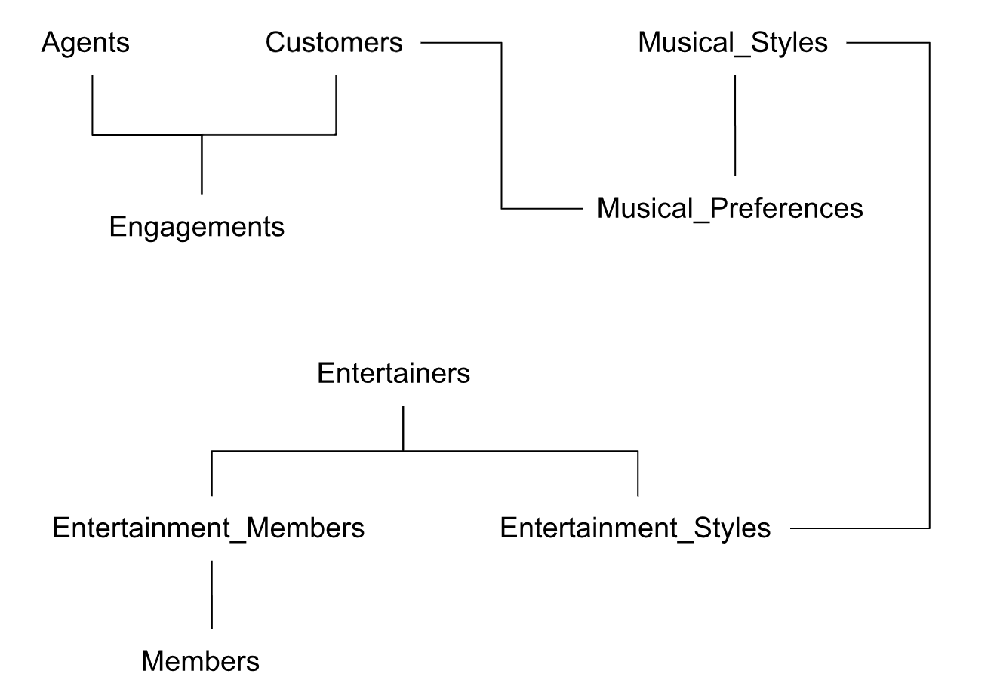 Agents
Customers
Musical_Styles
Musical_Preferences
Engagements
Entertainers
Entertainment_Members
Entertainment_Styles
Members